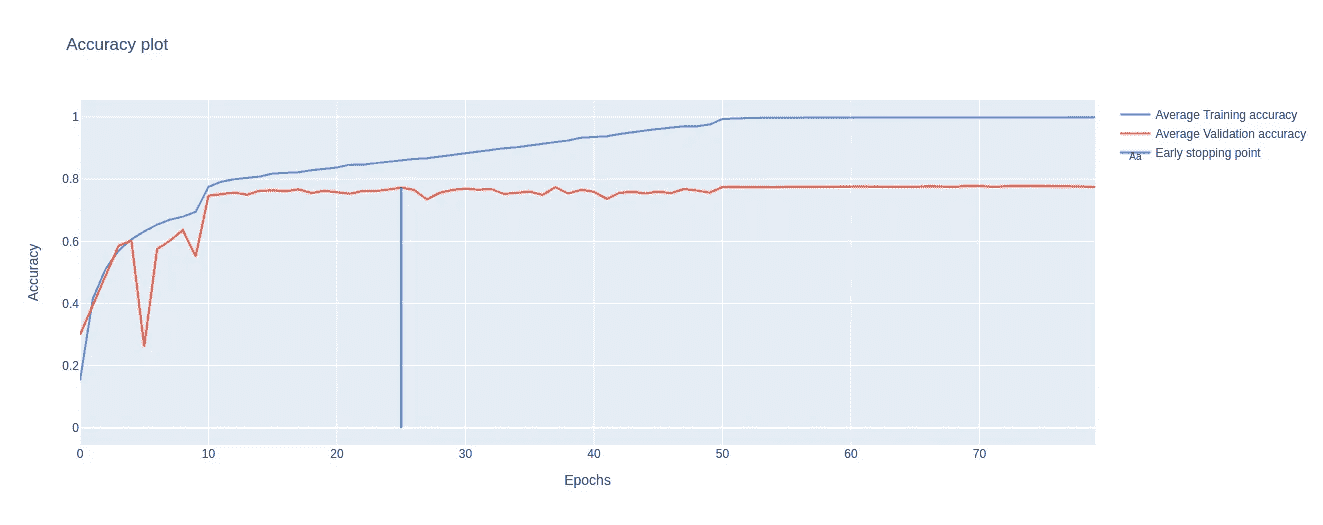 Accuracy plot
Average Training accuracy
Average Validation accuracy
Aa Early stopping point
1
0.8
0.6
0.4
0.2
0
Accuracy
0 10 20 30 40 50 60 70
Epochs